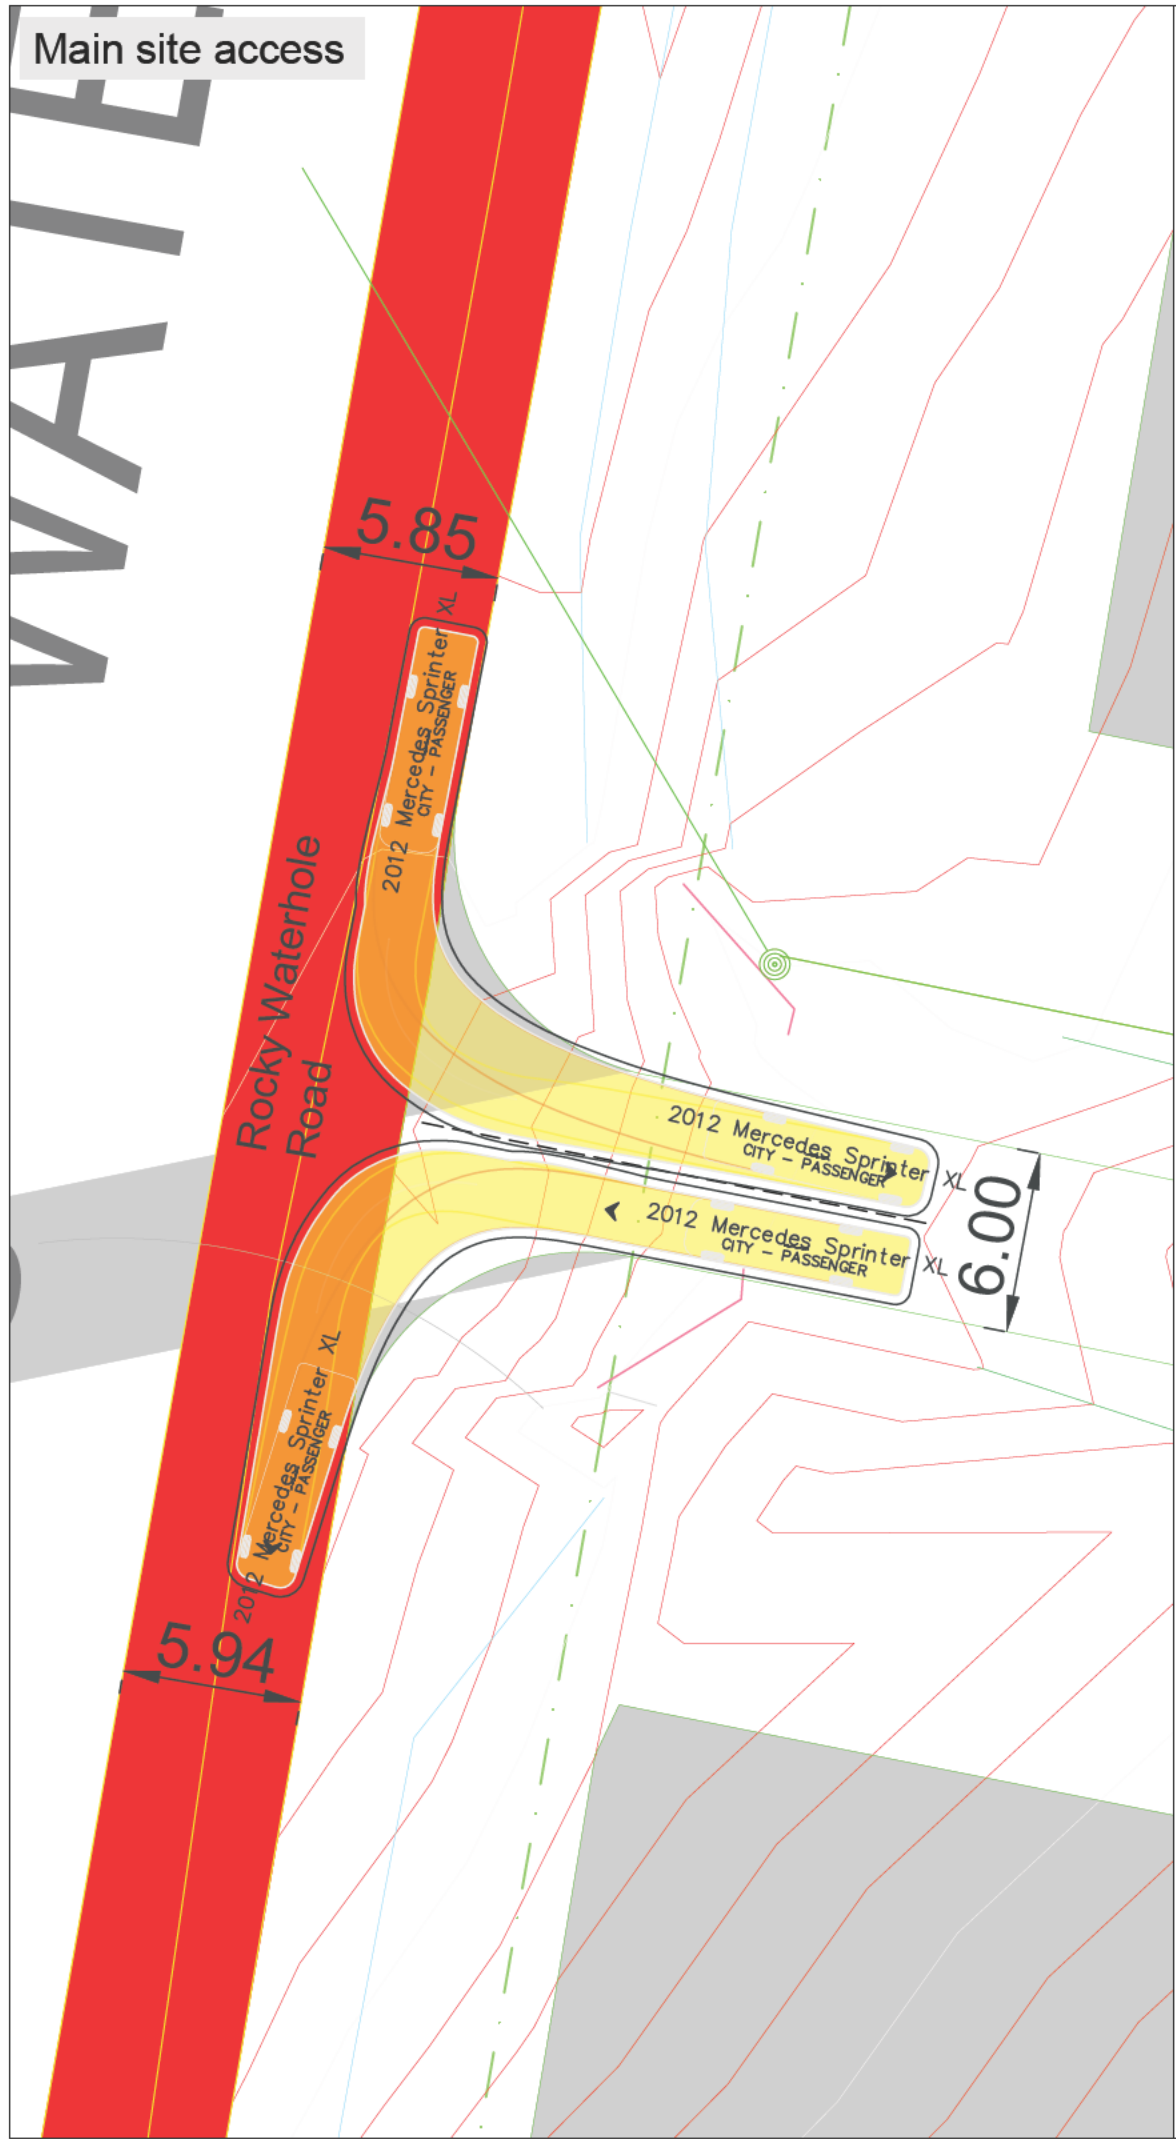 Main site access
WATE
5.85
2012 Mercedes Sprinter XL
CITY - PASSENGER
Rocky Waterhole
Road
2012 Mercedes Sprinter XL
CITY - PASSENGER
2012 Mercedes Sprinter XL
CITY - PASSENGER
6.00
2012 Mercedes Sprinter XL
CITY - PASSENGER
5.94